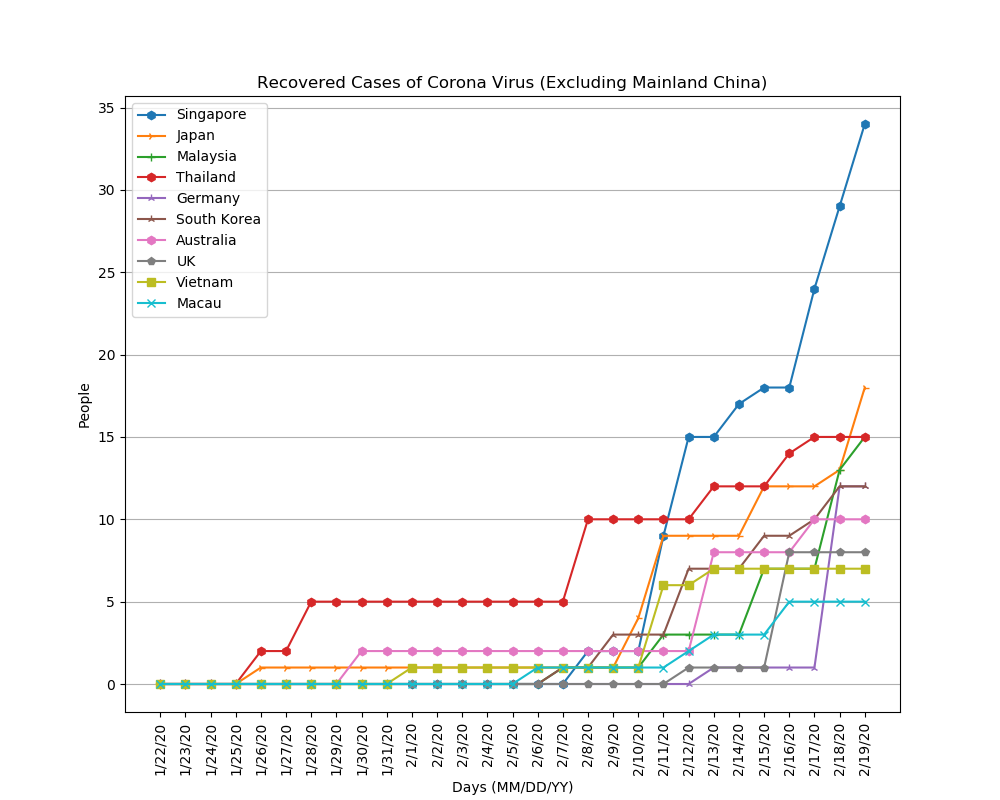 Recovered Cases of Corona Virus (Excluding Mainland China)
35
30
25
20
15
10
5
0
People
Singapore
Japan
Malaysia
Thailand
Germany
South Korea
Australia
UK
Vietnam
Macau
1/22/20
1/23/20
1/24/20
1/25/20
1/26/20
1/27/20
1/28/20
1/29/20
1/30/20
1/31/20
2/1/20
2/2/20
2/3/20
2/4/20
2/5/20
2/6/20
2/7/20
2/8/20
2/9/20
2/10/20
2/11/20
2/12/20
2/13/20
2/14/20
2/15/20
2/16/20
2/17/20
2/18/20
2/19/20
Days (MM/DD/YY)